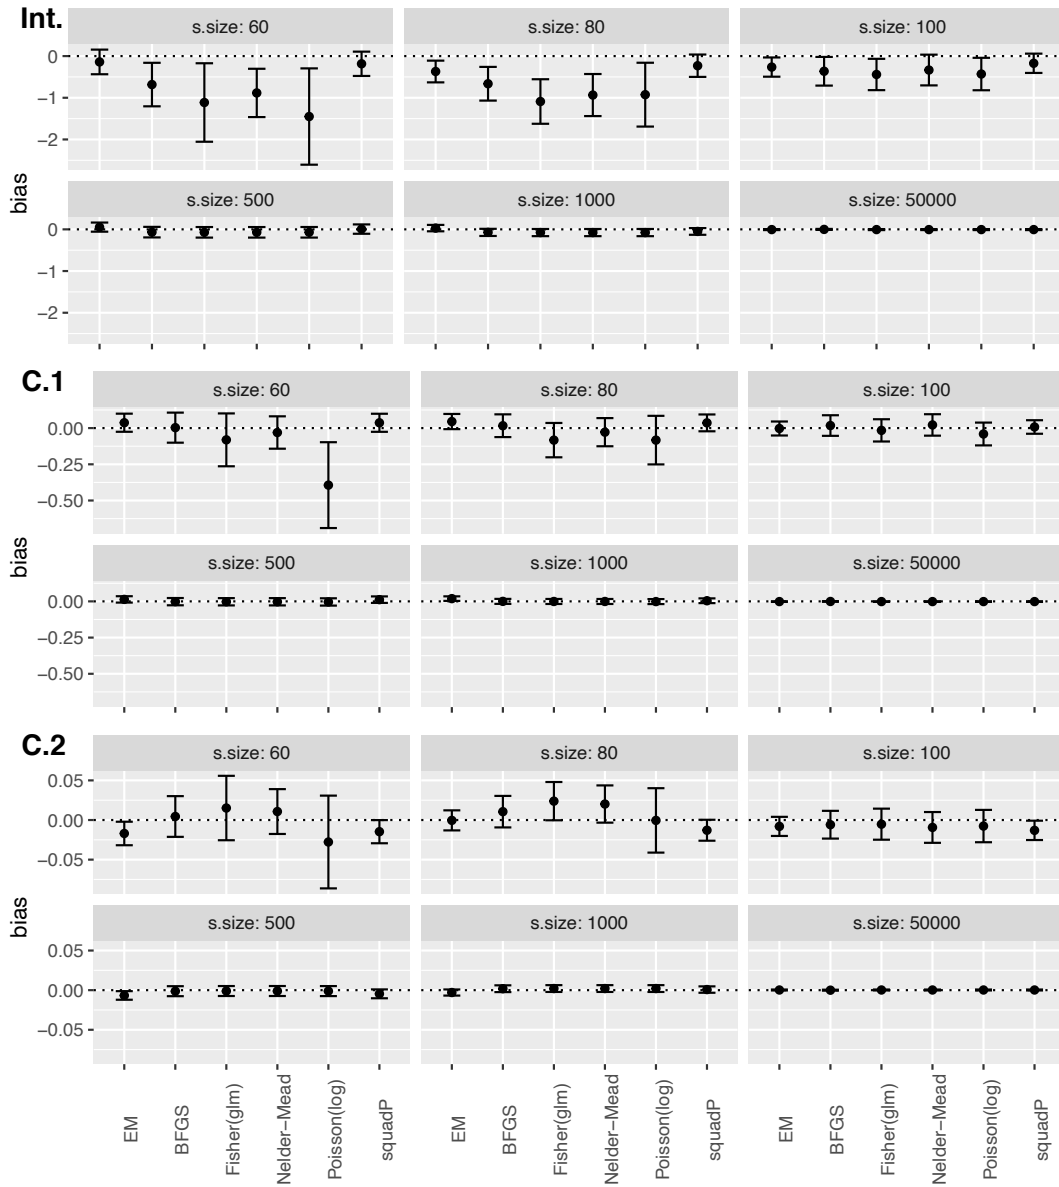 Int.
s.size: 60 s.size: 80 s.size: 100
0
−1
−2
bias
s.size: 500 s.size: 1000 s.size: 50000
0
−1
−2
C.1
s.size: 60 s.size: 80 s.size: 100
0.00
−0.25
−0.50
bias
s.size: 500 s.size: 1000 s.size: 50000
0.00
−0.25
−0.50
C.2
s.size: 60 s.size: 80 s.size: 100
0.05
0.00
−0.05
bias
s.size: 500 s.size: 1000 s.size: 50000
0.05
0.00
−0.05
EM
BFGS
Fisher(glm)
Nelder−Mead
Poisson(log)
squadP
EM
BFGS
Fisher(glm)
Nelder−Mead
Poisson(log)
squadP
EM
BFGS
Fisher(glm)
Nelder−Mead
Poisson(log)
squadP